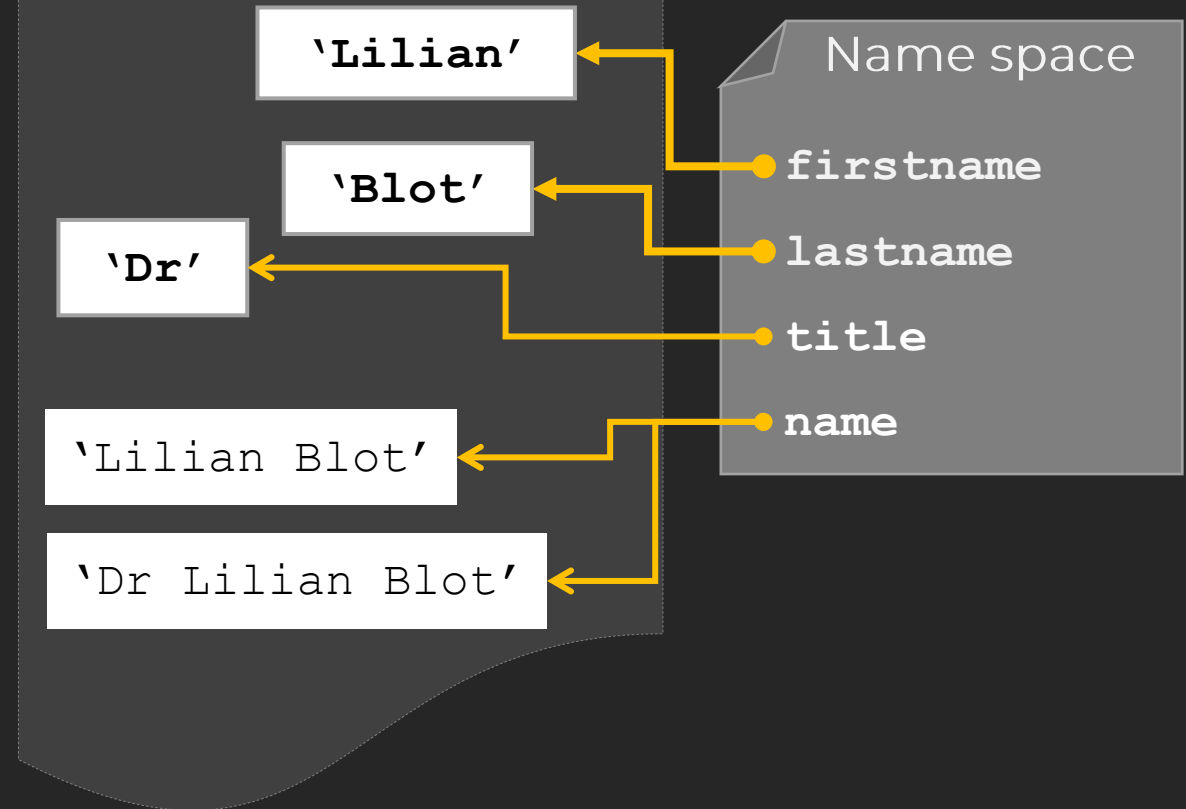 ‘Lilian’
‘Blot’
‘Dr’
‘Lilian Blot’
‘Dr Lilian Blot’
Name space
firstname
lastname
title
name